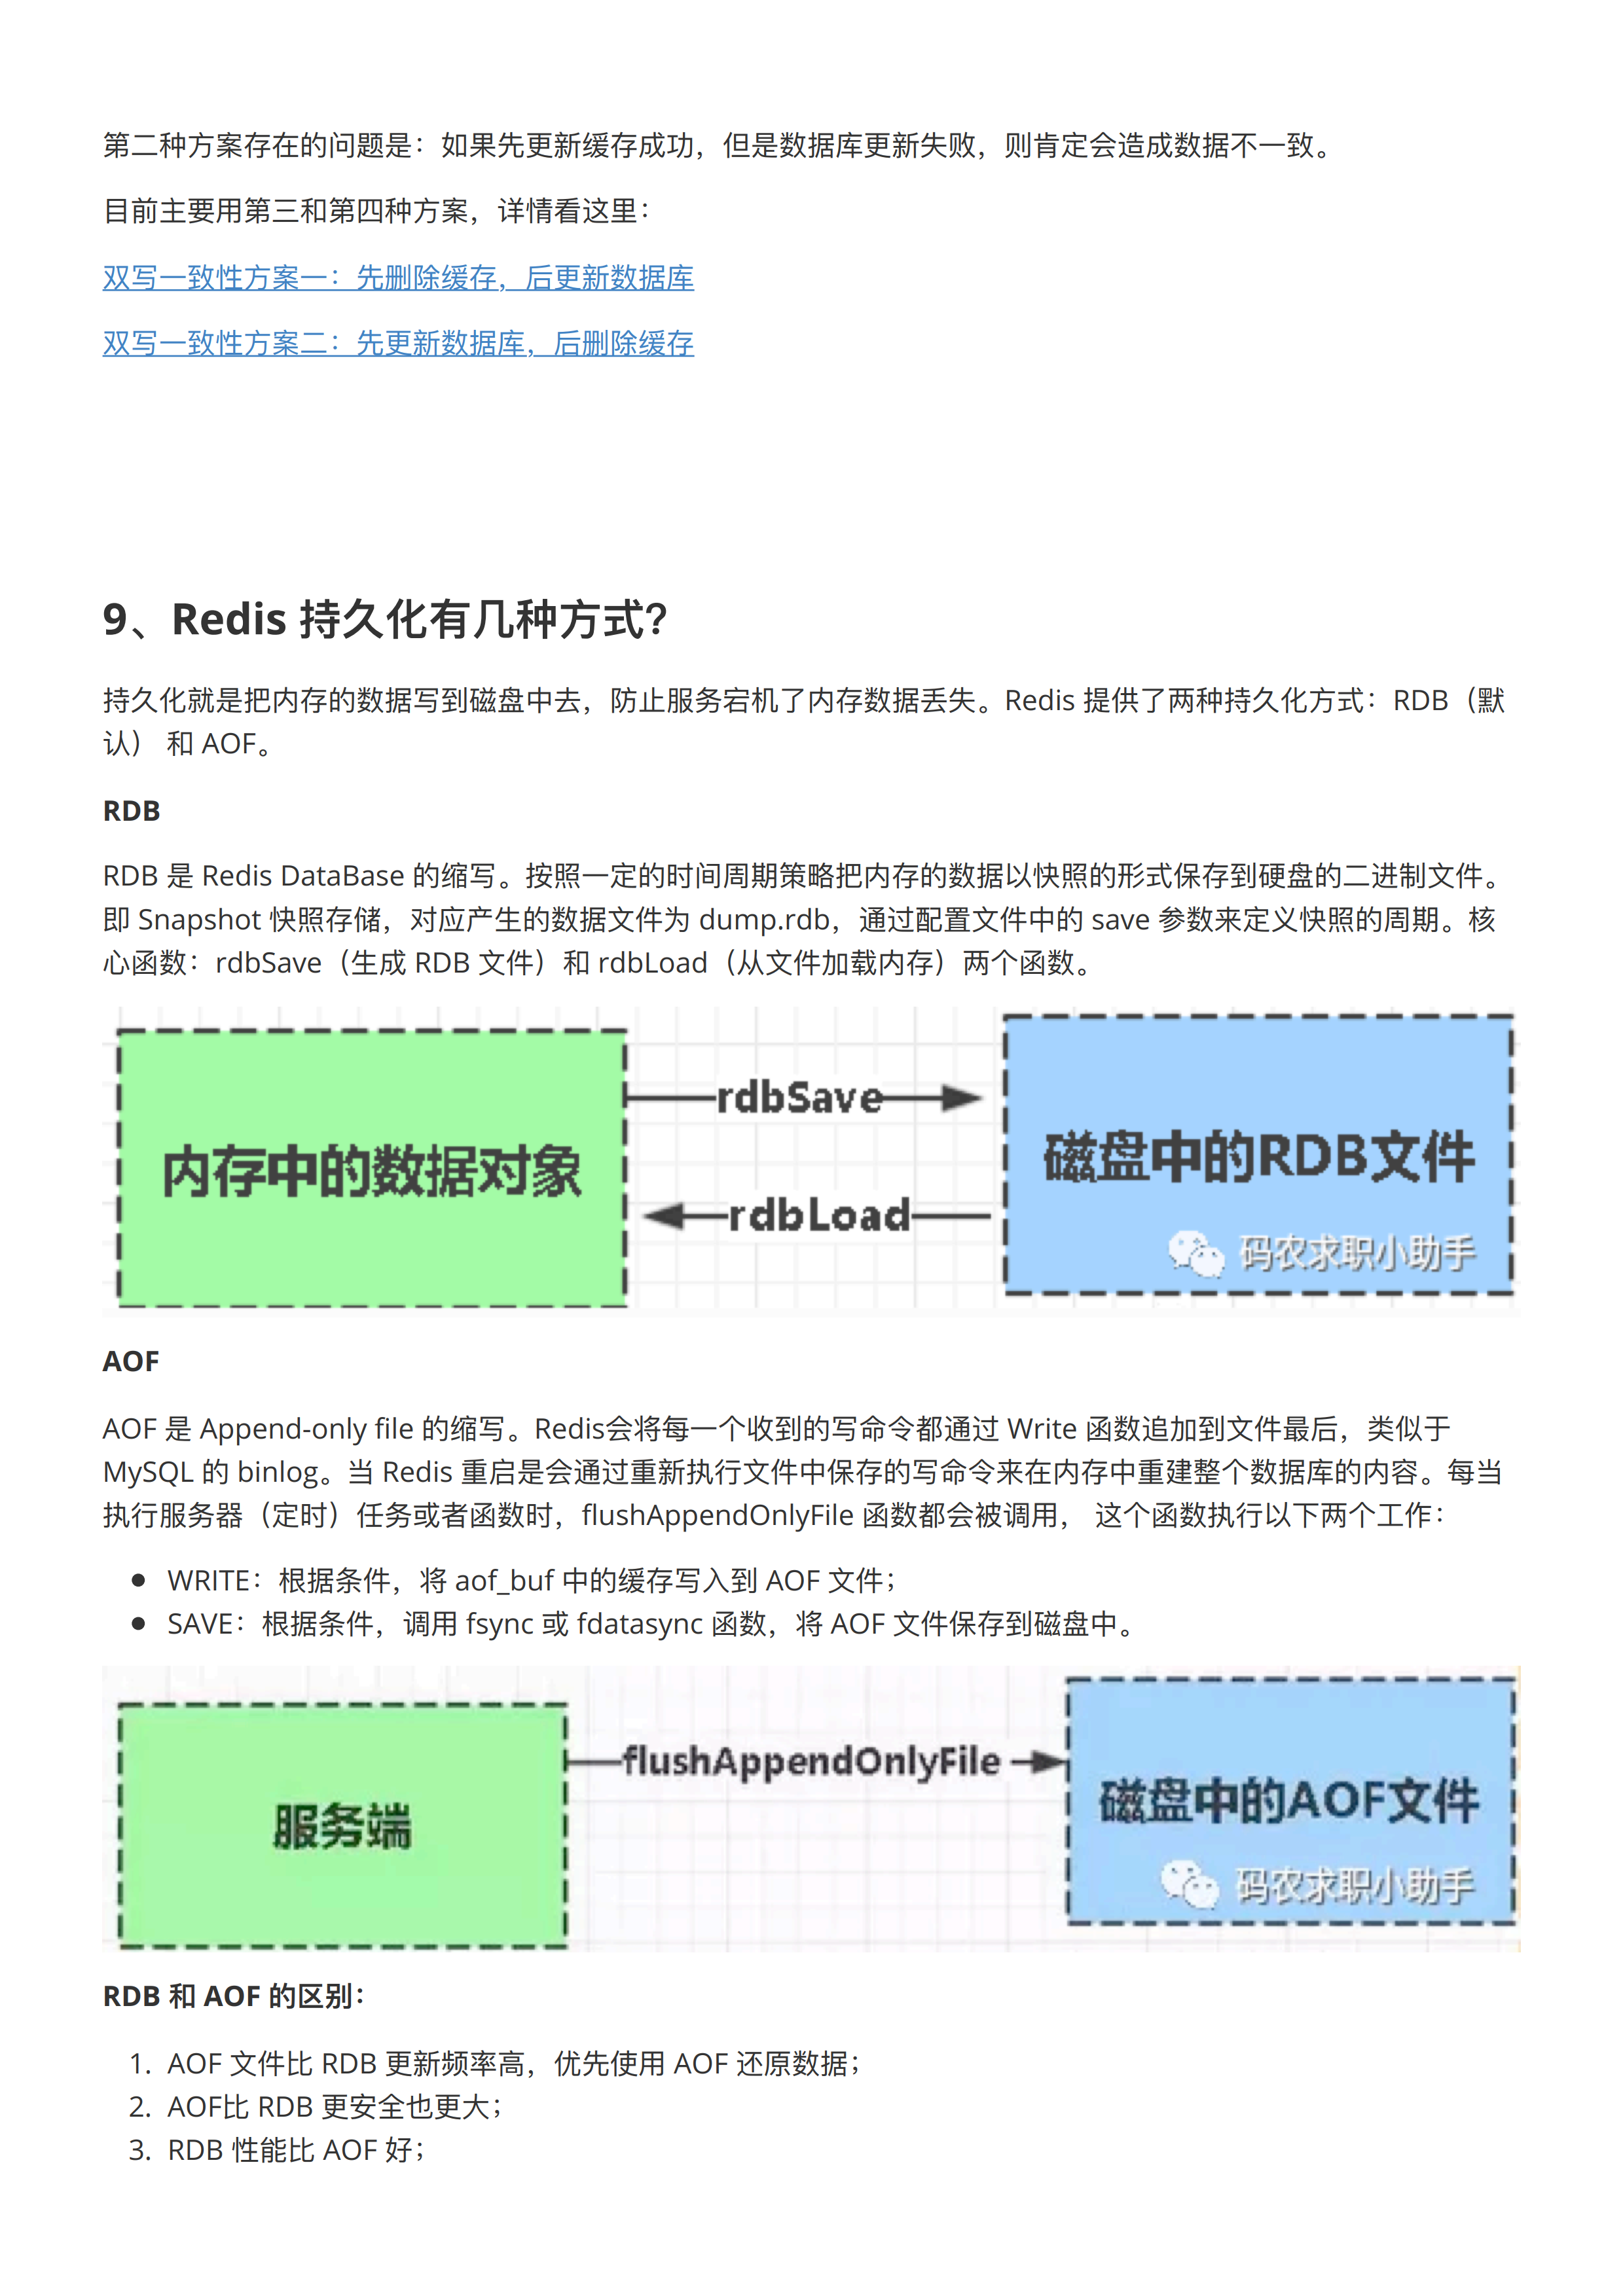 第二种方案存在的问题是：如果先更新缓存成功，但是数据库更新失败，则肯定会造成数据不一致。
目前主要用第三和第四种方案，详情看这里：
双写一致性方案一：先删除缓存，后更新数据库
双写一致性方案二：先更新数据库，后删除缓存
9、Redis 持久化有几种方式？
持久化就是把内存的数据写到磁盘中去，防止服务宕机了内存数据丢失。Redis 提供了两种持久化方式：RDB（默
认） 和 AOF。
RDB
RDB 是 Redis DataBase 的缩写。按照一定的时间周期策略把内存的数据以快照的形式保存到硬盘的二进制文件。
即 Snapshot 快照存储，对应产生的数据文件为 dump.rdb，通过配置文件中的 save 参数来定义快照的周期。核
心函数：rdbSave（生成 RDB 文件）和 rdbLoad（从文件加载内存）两个函数。
内存中的数据对象
rdbSave
rdbLoad
磁盘中的RDB文件
码农求职小助手
AOF
AOF 是 Append-only file 的缩写。Redis会将每一个收到的写命令都通过 Write 函数追加到文件最后，类似于
MySQL 的 binlog。当 Redis 重启是会通过重新执行文件中保存的写命令来在内存中重建整个数据库的内容。每当
执行服务器（定时）任务或者函数时，flushAppendOnlyFile 函数都会被调用， 这个函数执行以下两个工作：
● WRITE：根据条件，将 aof_buf 中的缓存写入到 AOF 文件；
● SAVE：根据条件，调用 fsync 或 fdatasync 函数，将 AOF 文件保存到磁盘中。
服务端
flushAppendOnlyFile
磁盘中的AOF文件
码农求职小助手
RDB 和 AOF 的区别：
1. AOF 文件比 RDB 更新频率高，优先使用 AOF 还原数据；
2. AOF比 RDB 更安全也更大；
3. RDB 性能比 AOF 好；